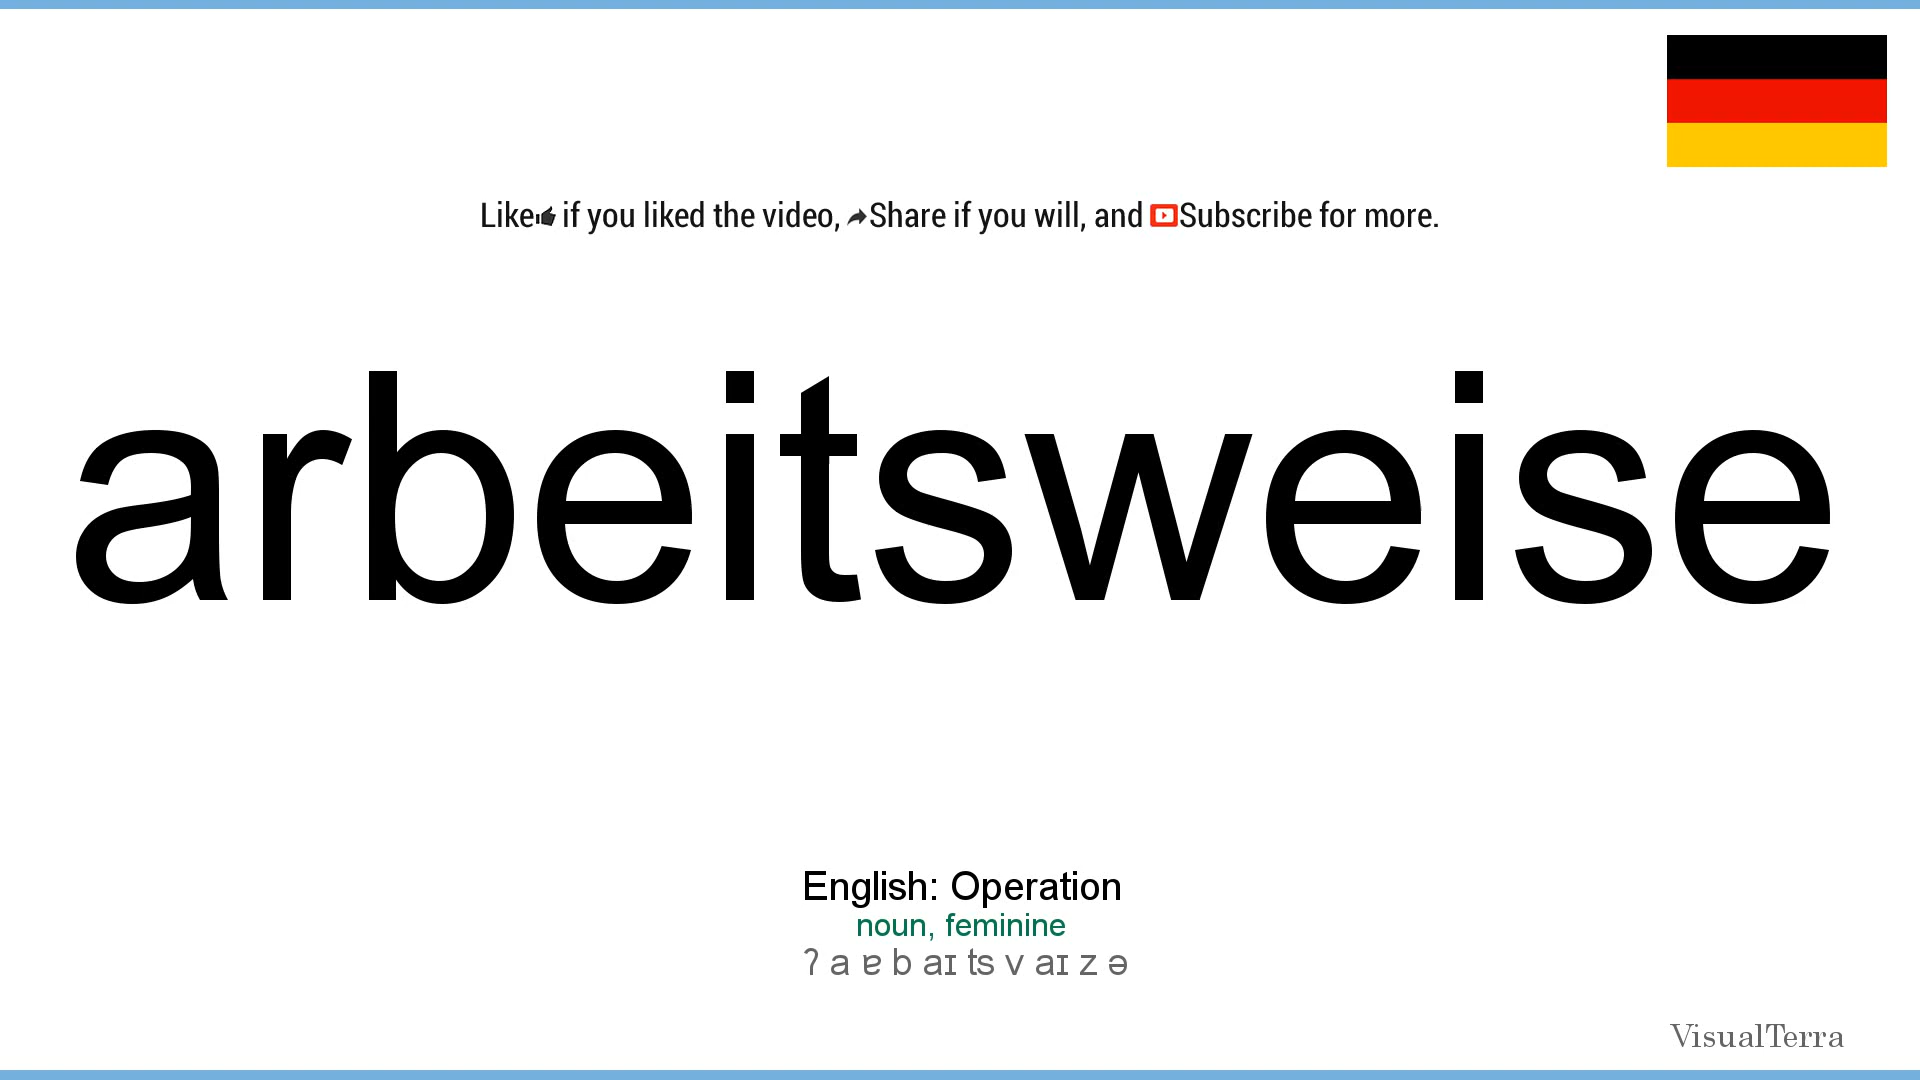 Like if you liked the video, Share if you will, and Subscribe for more.
arbeitsweise
English: Operation
noun, feminine
ʔ a ɐ b aɪ ts v aɪ z ə
VisualTerra